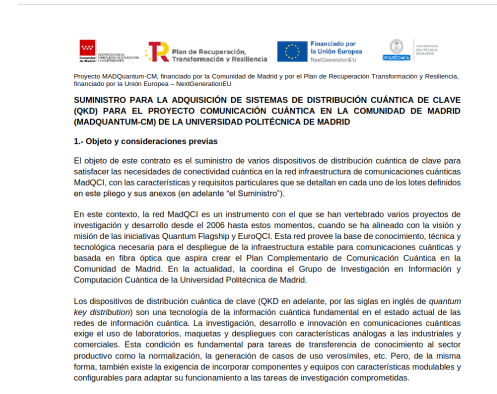 Plan de Recuperación,
Transformación y Resiliencia
Financiado por
la Unión Europea
NextGenerationEU
POLITÉCNICA
UNIVERSIDAD
POLITÉCNICA
DE MADRID
Proyecto MADQuantum-CM, financiado por la Comunidad de Madrid y por el Plan de Recuperación Transformación y Resiliencia,
financiado por la Unión Europea – NextGenerationEU
SUMINISTRO PARA LA ADQUISICIÓN DE SISTEMAS DE DISTRIBUCIÓN CUÁNTICA DE CLAVE
(QKD) PARA EL PROYECTO COMUNICACIÓN CUÁNTICA EN LA COMUNIDAD DE MADRID
(MADQUANTUM-CM) DE LA UNIVERSIDAD POLITÉCNICA DE MADRID
1.- Objeto y consideraciones previas
El objeto de este contrato es el suministro de varios dispositivos de distribución cuántica de clave para
satisfacer las necesidades de conectividad cuántica en la red infraestructura de comunicaciones cuánticas
MadQCI, con las características y requisitos particulares que se detallan en cada uno de los lotes definidos
en este pliego y sus anexos (en adelante “el Suministro”).
En este contexto, la red MadQCI es un instrumento con el que se han vertebrado varios proyectos de
investigación y desarrollo desde el 2006 hasta estos momentos, cuando se ha alineado con la visión y
misión de las iniciativas Quantum Flagship y EuroQCI. Esta red provee la base de conocimiento, técnica y
tecnológica necesaria para el despliegue de la infraestructura estable para comunicaciones cuánticas y
basada en fibra óptica que aspira crear el Plan Complementario de Comunicación Cuántica en la
Comunidad de Madrid. En la actualidad, la coordina el Grupo de Investigación en Información y
Computación Cuántica de la Universidad Politécnica de Madrid.
Los dispositivos de distribución cuántica de clave (QKD en adelante, por las siglas en inglés de quantum
key distribution) son una tecnología de la información cuántica fundamental en el estado actual de las
redes de información cuántica. La investigación, desarrollo e innovación en comunicaciones cuánticas
exige el uso de laboratorios, maquetas y despliegues con características análogas a las industriales y
comerciales. Esta condición es fundamental para tareas de transferencia de conocimiento al sector
productivo como la normalización, la generación de casos de uso verosímiles, etc. Pero, de la misma
forma, también existe la exigencia de incorporar componentes y equipos con características modulables y
configurables para adaptar su funcionamiento a las tareas de investigación comprometidas.